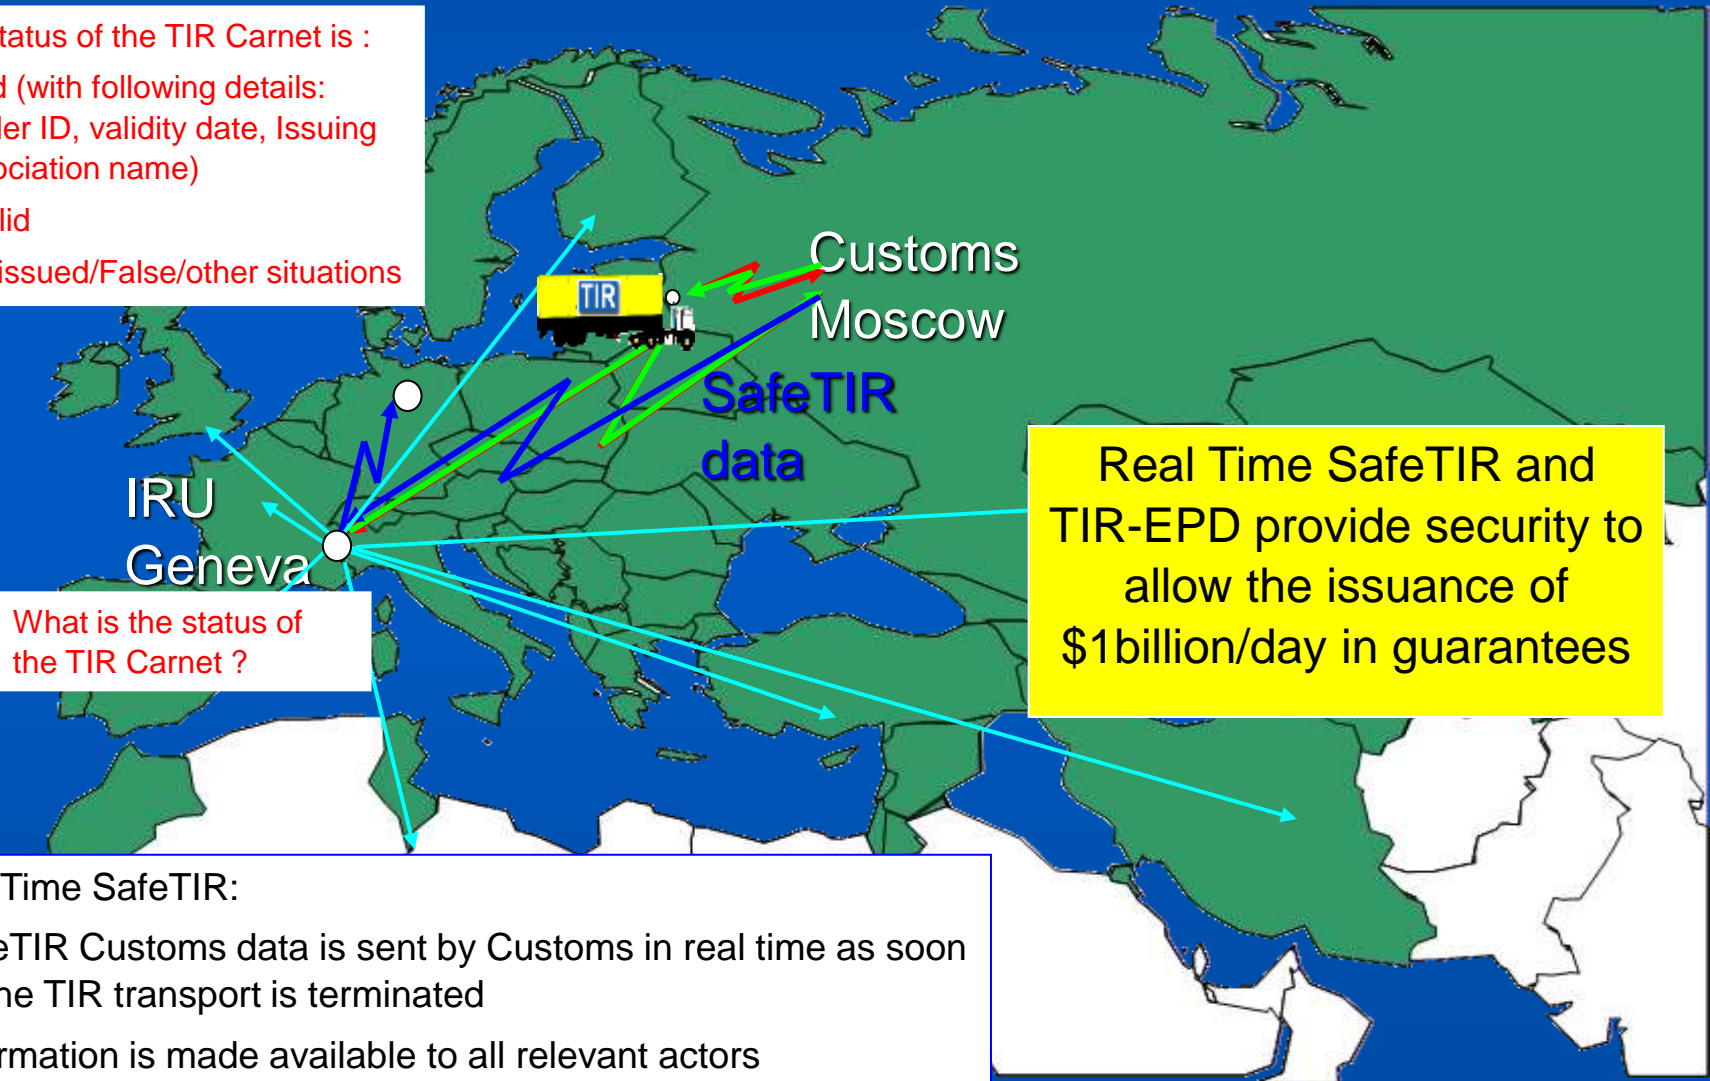 tatus of the TIR Carnet is :
d (with following details:
er ID, validity date, Issuing
ociation name)
lid
issued/False/other situations
TIR
Customs
Moscow
SafeTIR
data
IRU
Geneva
What is the status of
the TIR Carnet ?
Real Time SafeTIR and
TIR-EPD provide security to
allow the issuance of
$1billion/day in guarantees
Time SafeTIR:
eTIR Customs data is sent by Customs in real time as soon
he TIR transport is terminated
rmation is made available to all relevant actors